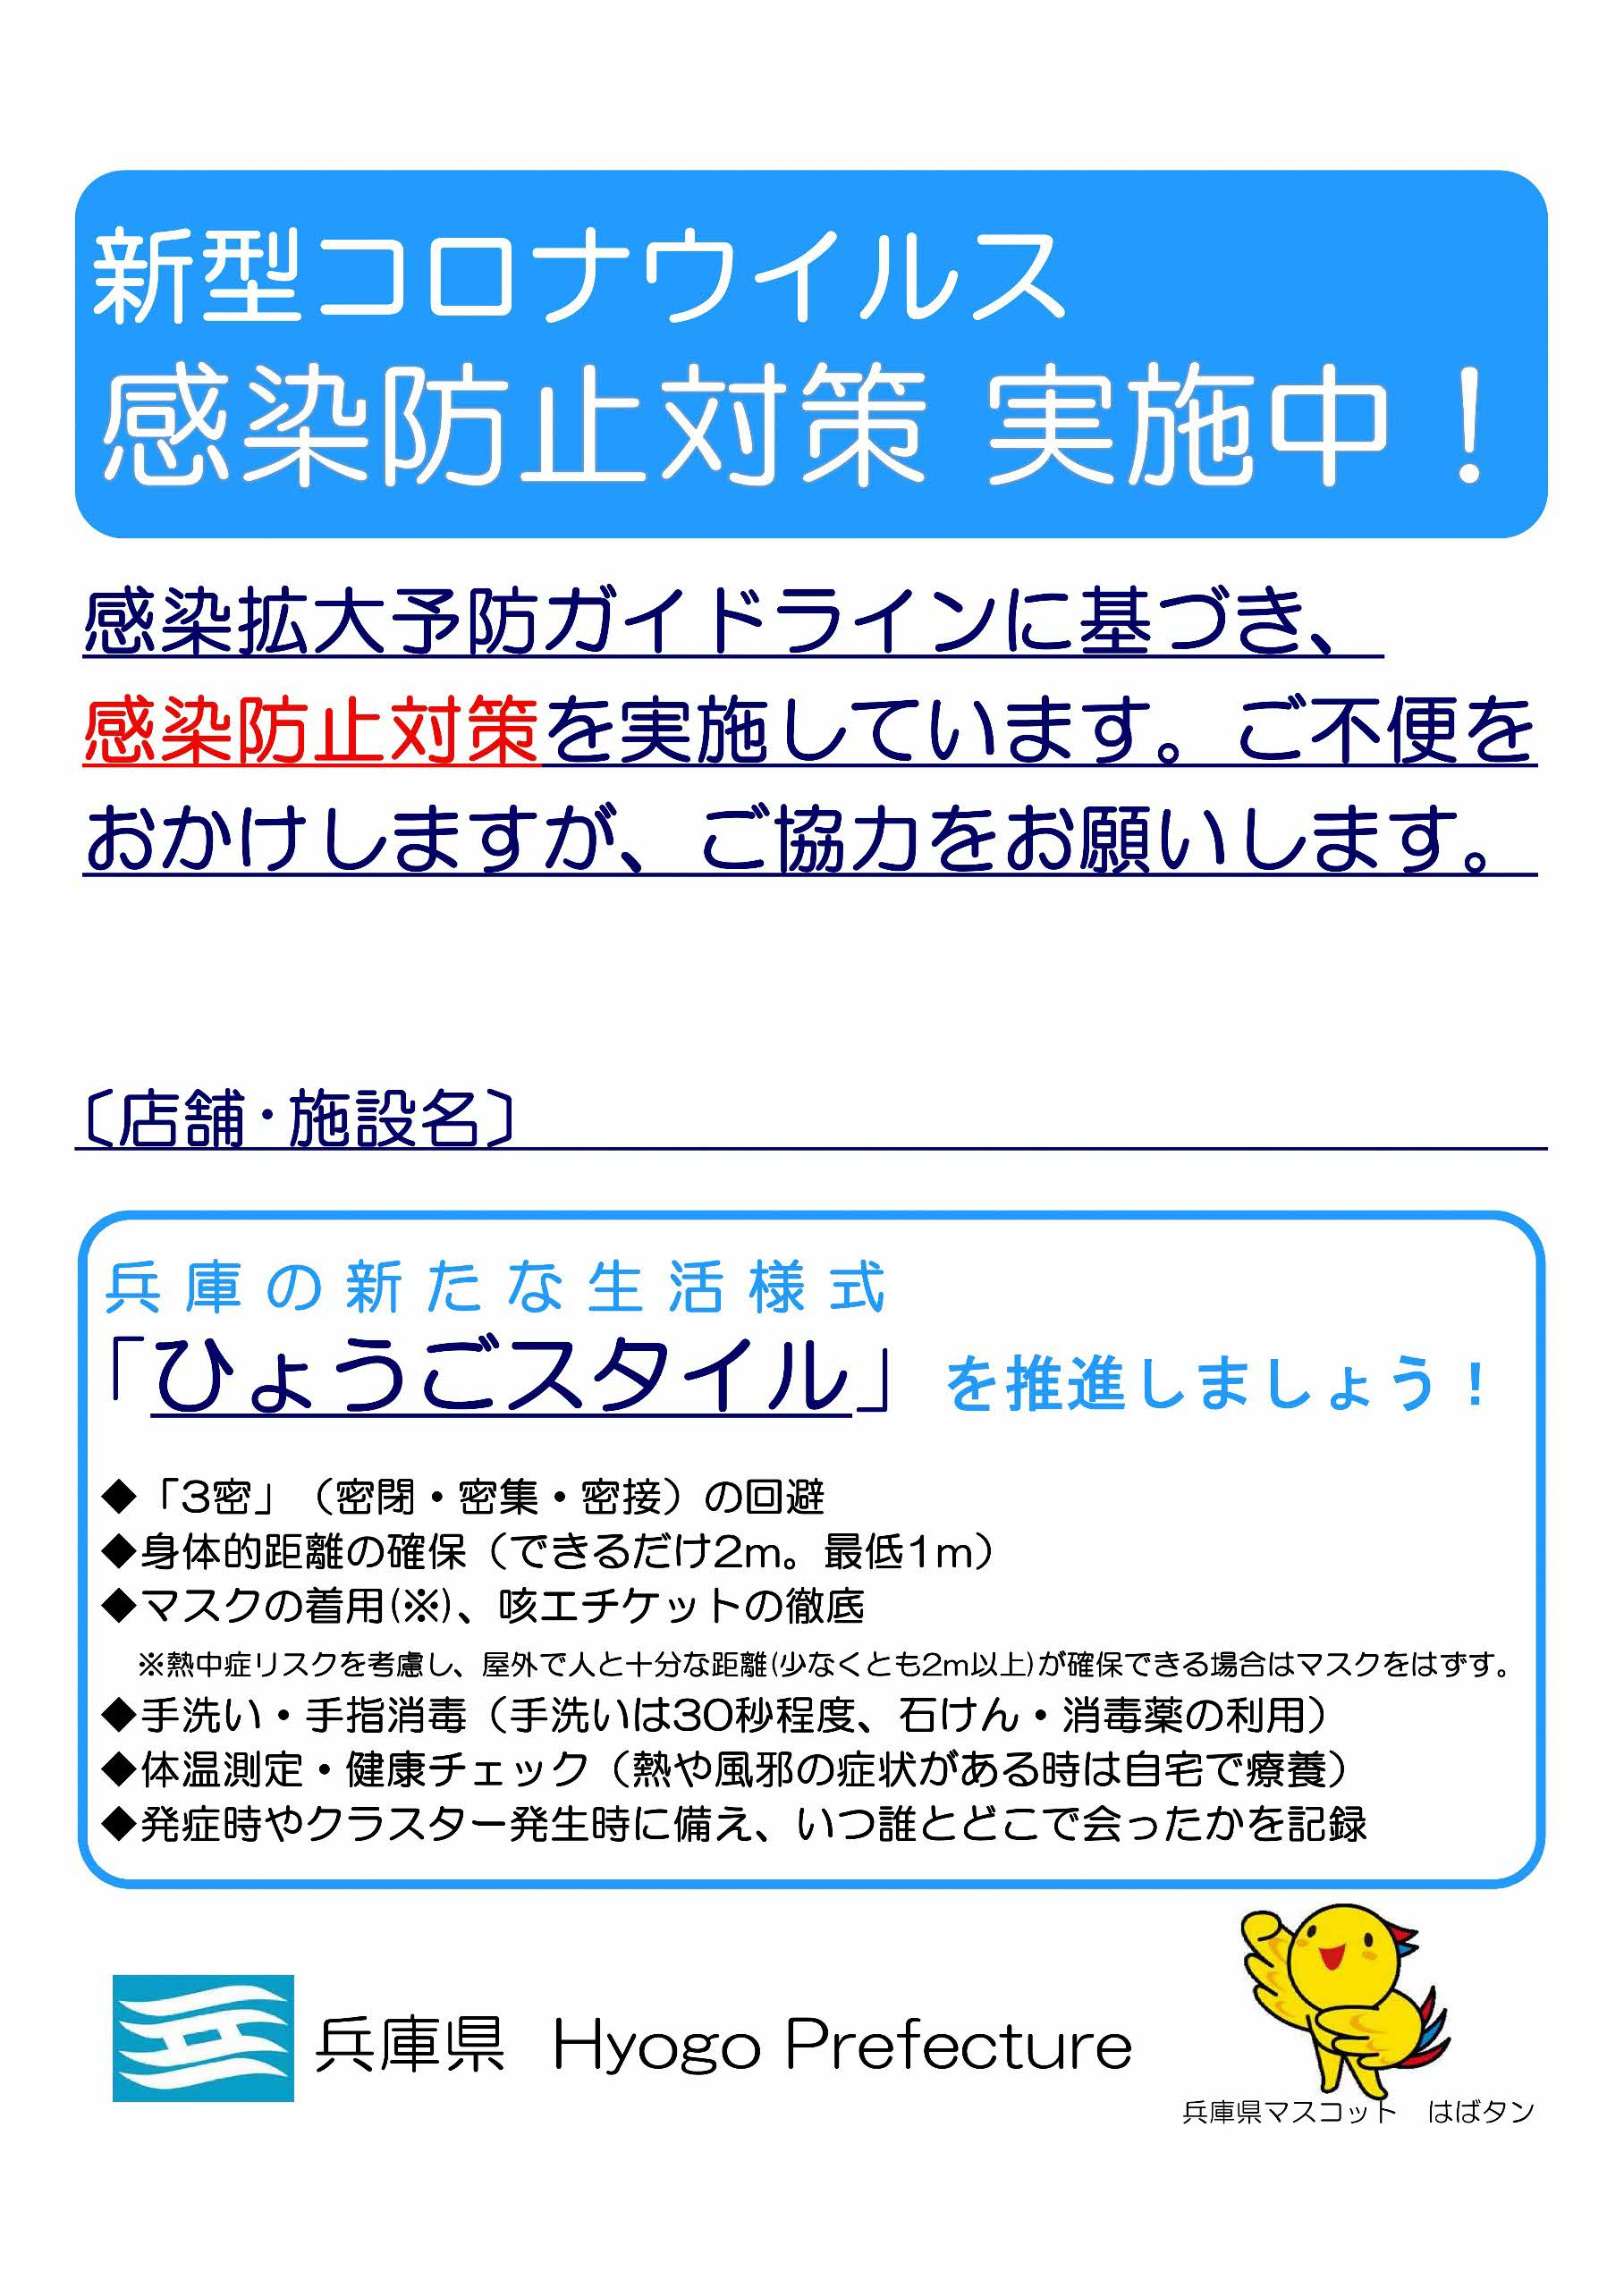 新型コロナウイルス
感染防止対策 実施中！
感染拡大予防ガイドラインに基づき、
感染防止対策を実施しています。ご不便を
おかけしますが、ご協力をお願いします。
〔店舗・施設名〕
兵庫の新たな生活様式
「ひょうごスタイル」を推進しましょう！
◆「3密」（密閉・密集・密接）の回避
◆身体的距離の確保（できるだけ2m。最低1m）
◆マスクの着用(※)、咳エチケットの徹底
※熱中症リスクを考慮し、屋外で人と十分な距離(少なくとも2m以上)が確保できる場合はマスクをはずす。
◆手洗い・手指消毒（手洗いは30秒程度、石けん・消毒薬の利用）
◆体温測定・健康チェック（熱や風邪の症状がある時は自宅で療養）
◆発症時やクラスター発生時に備え、いつ誰とどこで会ったかを記録
兵庫県 Hyogo Prefecture
兵庫県マスコット はばタン